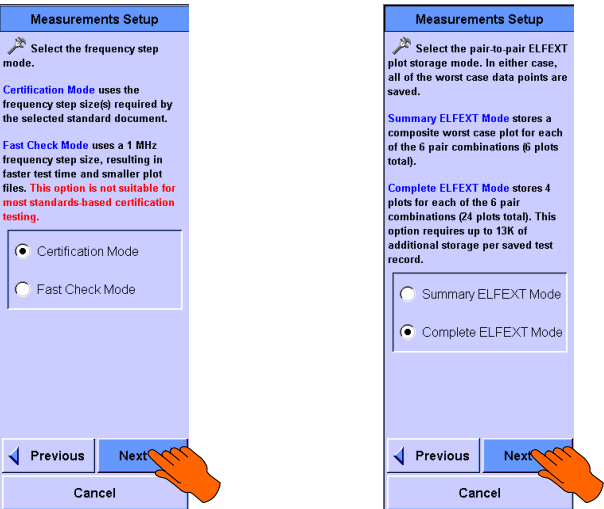 Measurements Setup
Select the frequency step
mode.
Certification Mode uses the
frequency step size(s) required by
the selected standard document.
Fast Check Mode uses a 1 MHz
frequency step size, resulting in
faster test time and smaller plot
files. This option is not suitable for
most standards-based certification
testing.
Certification Mode
Fast Check Mode
Previous
Next
Cancel
Measurements Setup
Select the pair-to-pair ELFEXT
plot storage mode. In either case,
all of the worst case data points are
saved.
Summary ELFEXT Mode stores a
composite worst case plot for each
of the 6 pair combinations (6 plots
total).
Complete ELFEXT Mode stores 4
plots for each of the 6 pair
combinations (24 plots total). This
option requires up to 13K of
additional storage per saved test
record.
Summary ELFEXT Mode
Complete ELFEXT Mode
Previous
Next
Cancel